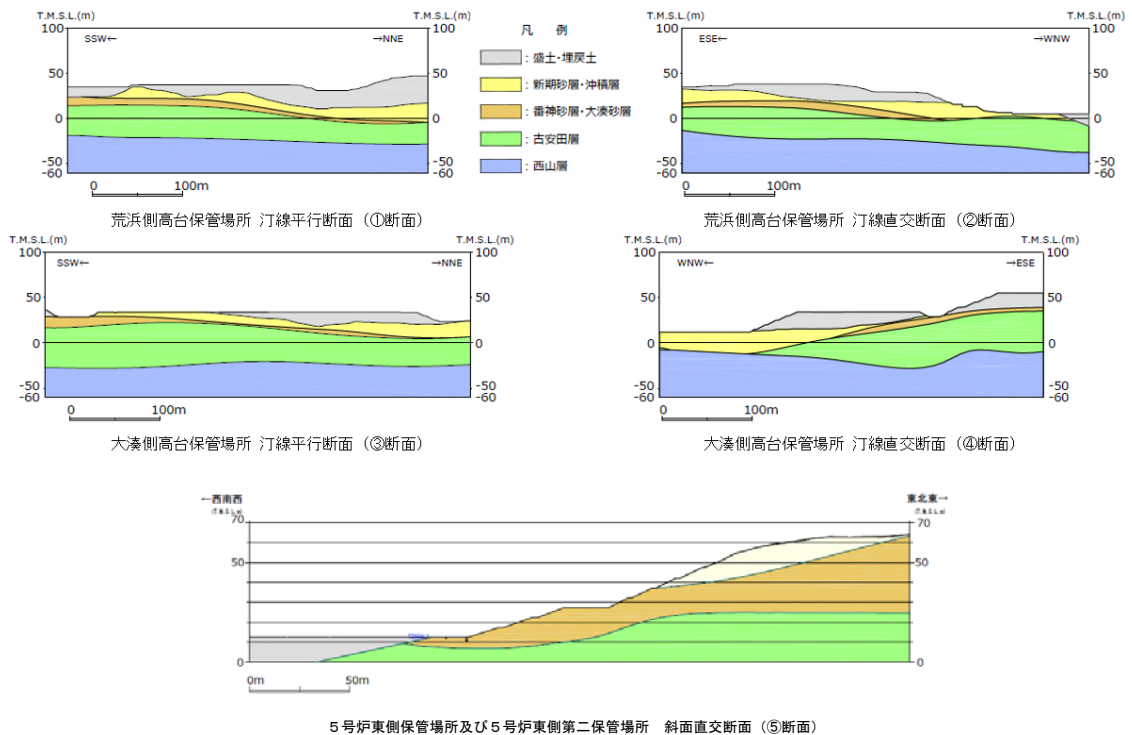 T.M.S.L.(m) T.M.S.L.(m)
100 100
SSW← →NNE
50 50
0 0
-50 -50
-60 -60
0 100m
荒浜側高台保管場所 汀線平行断面（①断面）
凡 例
：盛土・埋戻土
：新期砂層・沖積層
：番神砂層・大湊砂層
：古安田層
：西山層
T.M.S.L.(m) T.M.S.L.(m)
100 100
ESE← →WNW
50 50
0 0
-50 -50
-60 -60
0 100m
荒浜側高台保管場所 汀線直交断面（②断面）
T.M.S.L.(m) T.M.S.L.(m)
100 100
SSW← →NNE
50 50
0 0
-50 -50
-60 -60
0 100m
大湊側高台保管場所 汀線平行断面（③断面）
T.M.S.L.(m) T.M.S.L.(m)
100 100
WNW← →ESE
50 50
0 0
-50 -50
-60 -60
0 100m
大湊側高台保管場所 汀線直交断面（④断面）
←西南西 東北東→
(T.M.S.L.m) (T.M.S.L.m)
70 70
50 50
0 0
0m 50m
５号炉東側保管場所及び５号炉東側第二保管場所 斜面直交断面（⑤断面）